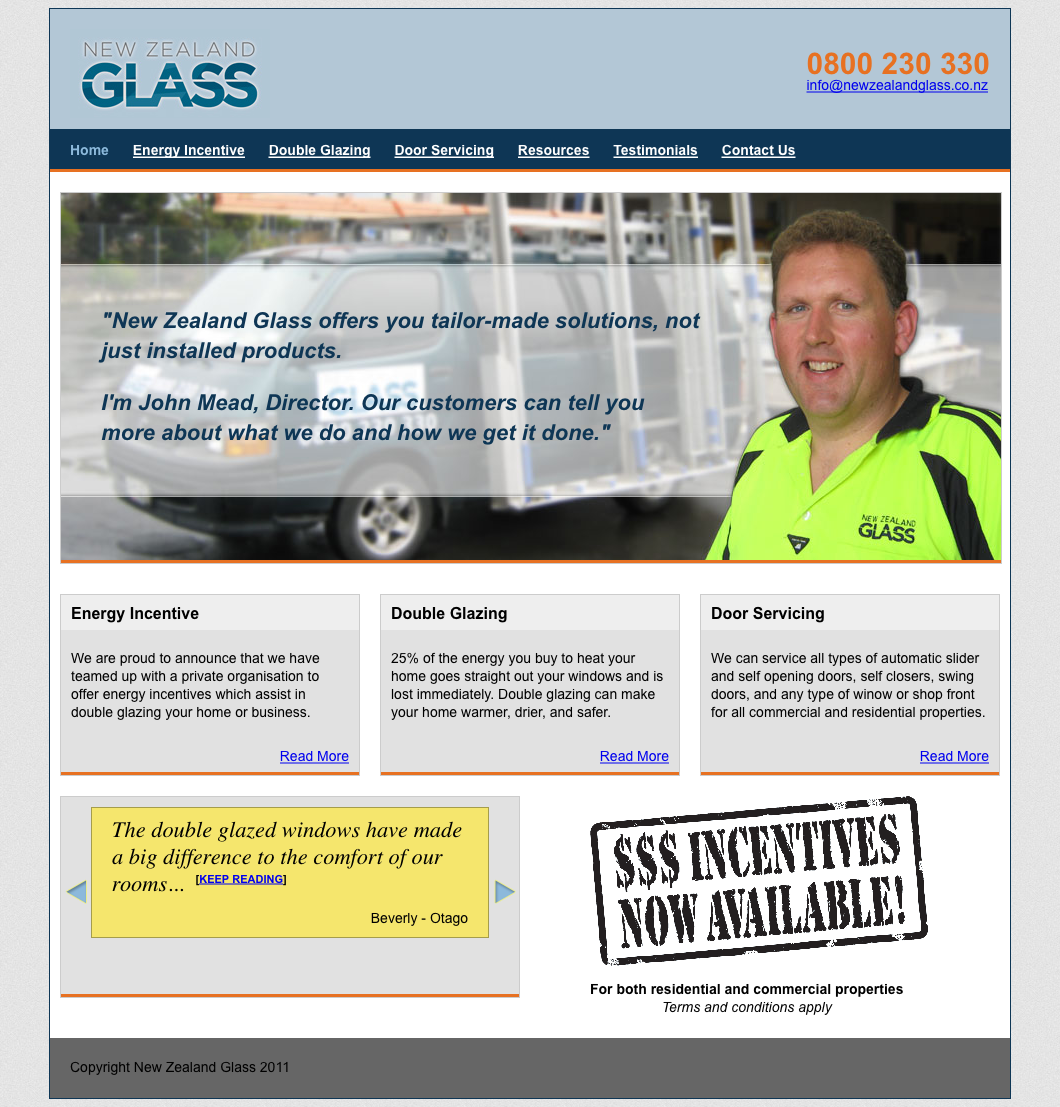 NEW ZEALAND
GLASS
0800 230 330
info@newzealandglass.co.nz
Home Energy Incentive Double Glazing Door Servicing Resources Testimonials Contact Us
"New Zealand Glass offers you tailor-made solutions, not
just installed products.
I'm John Mead, Director. Our customers can tell you
more about what we do and how we get it done."
GLASS
NEW ZEALAND
GLASS
Energy Incentive
We are proud to announce that we have
teamed up with a private organisation to
offer energy incentives which assist in
double glazing your home or business.
Read More
Double Glazing
25% of the energy you buy to heat your
home goes straight out your windows and is
lost immediately. Double glazing can make
your home warmer, drier, and safer.
Read More
Door Servicing
We can service all types of automatic slider
and self opening doors, self closers, swing
doors, and any type of winow or shop front
for all commercial and residential properties.
Read More
The double glazed windows have made
a big difference to the comfort of our
rooms... [KEEP READING]
Beverly - Otago
$$$ INCENTIVES
NOW AVAILABLE!
For both residential and commercial properties
Terms and conditions apply
Copyright New Zealand Glass 2011